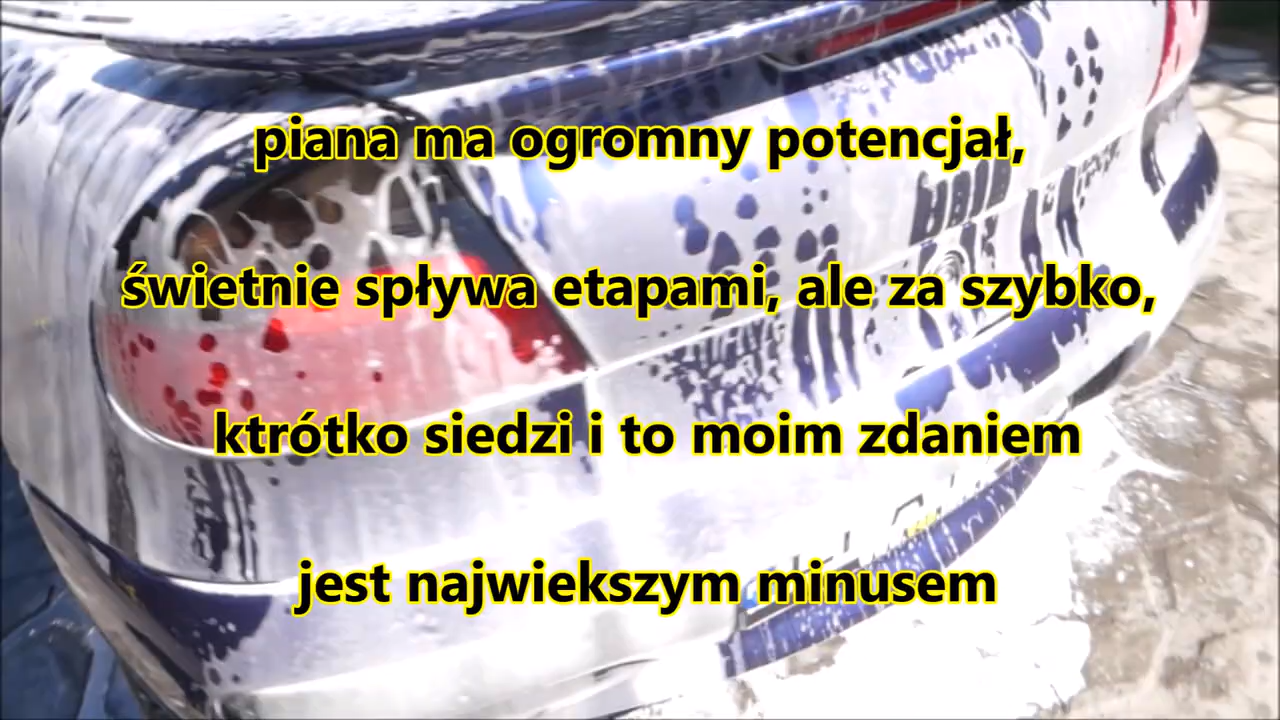 piana ma ogromny potencjał,
świetnie spływa etapami, ale za szybko,
ktrótko siedzi i to moim zdaniem
jest najwiekszym minusem